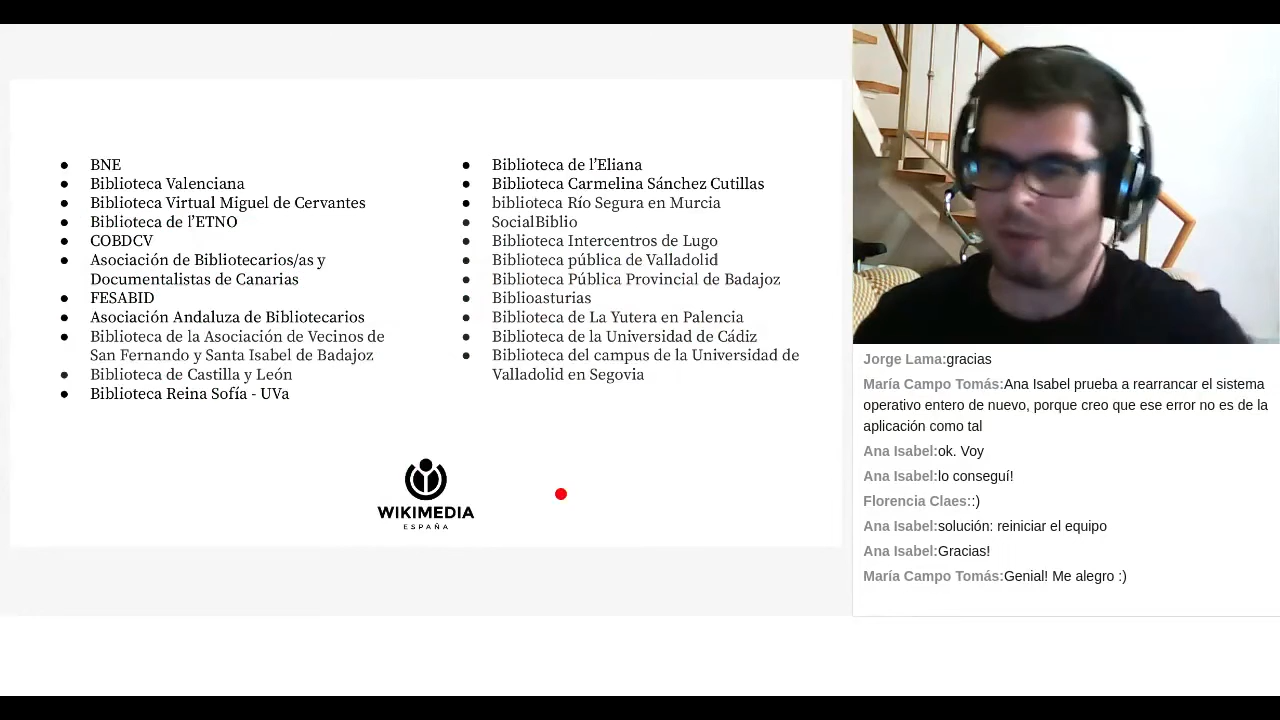 BNE
Biblioteca Valenciana
Biblioteca Virtual Miguel de Cervantes
Biblioteca de l'ETNO
COBDCV
Asociación de Bibliotecarios/as y
Documentalistas de Canarias
FESABID
Asociación Andaluza de Bibliotecarios
Biblioteca de la Asociación de Vecinos de
San Fernando y Santa Isabel de Badajoz
Biblioteca de Castilla y León
Biblioteca Reina Sofía - UVa
Biblioteca de l'Eliana
Biblioteca Carmelina Sánchez Cutillas
biblioteca Río Segura en Murcia
SocialBiblio
Biblioteca Intercentros de Lugo
Biblioteca pública de Valladolid
Biblioteca Pública Provincial de Badajoz
Biblioasturias
Biblioteca de La Yutera en Palencia
Biblioteca de la Universidad de Cádiz
Biblioteca del campus de la Universidad de
Valladolid en Segovia
WIKIMEDIA
ESPAÑA
Jorge Lama:gracias
María Campo Tomás:Ana Isabel prueba a rearrancar el sistema
operativo entero de nuevo, porque creo que ese error no es de la
aplicación como tal
Ana Isabel:ok. Voy
Ana Isabel:lo conseguí!
Florencia Claes::)
Ana Isabel:solución: reiniciar el equipo
Ana Isabel:Gracias!
María Campo Tomás:Genial! Me alegro :)